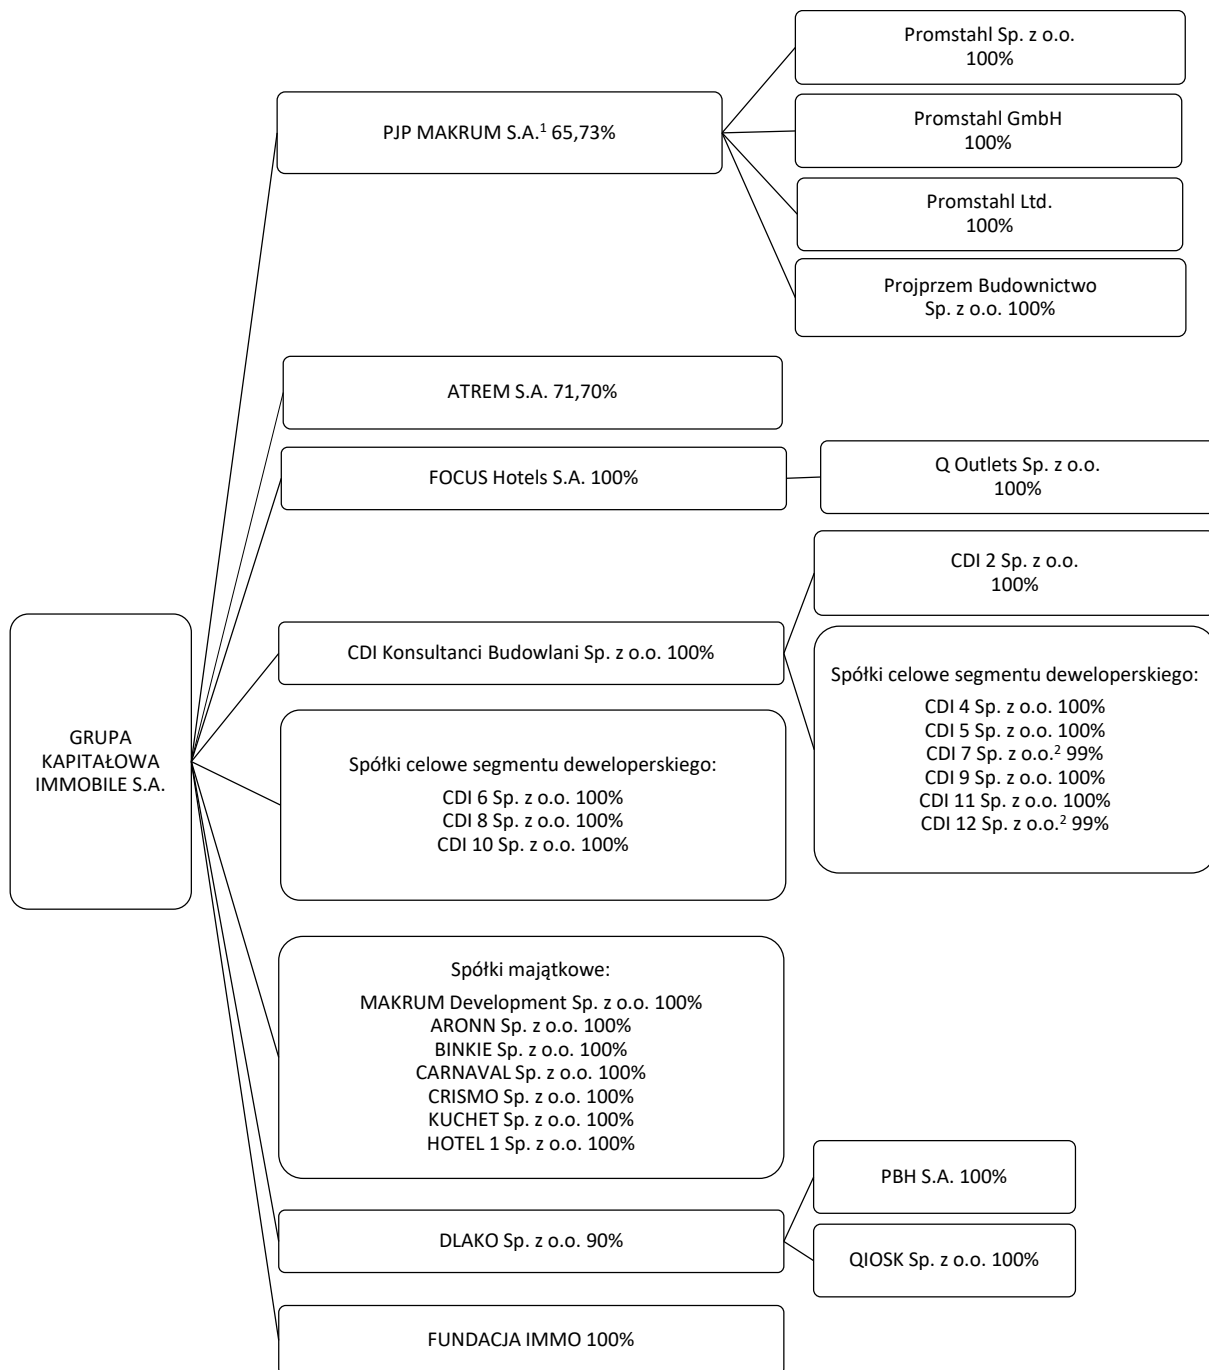 GRUPA
KAPITAŁOWA
IMMOBILE S.A.
PJP MAKRUM S.A.¹ 65,73%
Promstahl Sp. z o.o.
100%
Promstahl GmbH
100%
Promstahl Ltd.
100%
Projprzem Budownictwo
Sp. z o.o. 100%
ATREM S.A. 71,70%
FOCUS Hotels S.A. 100%
Q Outlets Sp. z o.o.
100%
CDI Konsultanci Budowlani Sp. z o.o. 100%
CDI 2 Sp. z o.o.
100%
Spółki celowe segmentu deweloperskiego:
CDI 4 Sp. z o.o. 100%
CDI 5 Sp. z o.o. 100%
CDI 7 Sp. z o.o.² 99%
CDI 9 Sp. z o.o. 100%
CDI 11 Sp. z o.o. 100%
CDI 12 Sp. z o.o.² 99%
Spółki celowe segmentu deweloperskiego:
CDI 6 Sp. z o.o. 100%
CDI 8 Sp. z o.o. 100%
CDI 10 Sp. z o.o. 100%
Spółki majątkowe:
MAKRUM Development Sp. z o.o. 100%
ARONN Sp. z o.o. 100%
BINKIE Sp. z o.o. 100%
CARNAVAL Sp. z o.o. 100%
CRISMO Sp. z o.o. 100%
KUCHET Sp. z o.o. 100%
HOTEL 1 Sp. z o.o. 100%
DLAKO Sp. z o.o. 90%
PBH S.A. 100%
QIOSK Sp. z o.o. 100%
FUNDACJA IMMO 100%